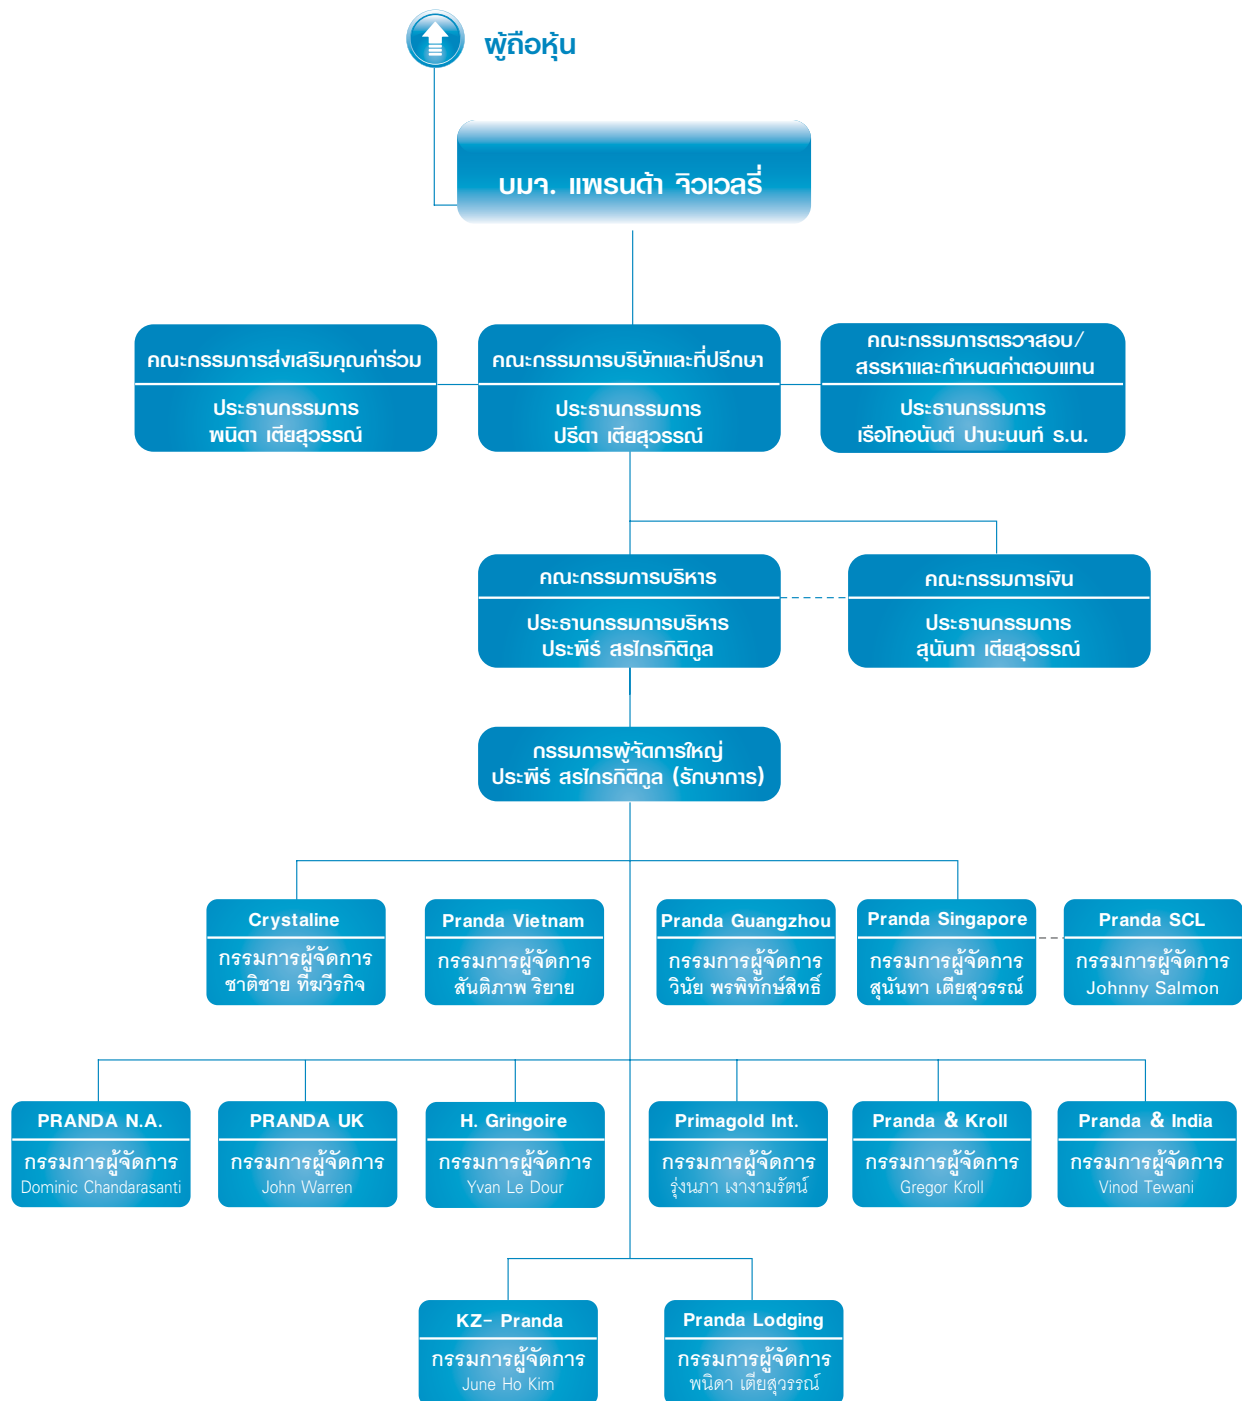 ผู้ถือหุ้น
บมจ. แพรนด้า จิวเวลรี่
คณะกรรมการส่งเสริมคุณค่าร่วม
ประธานกรรมการ
พนิดา เตียสุวรรณ์
คณะกรรมการบริษัทและที่ปรึกษา
ประธานกรรมการ
ปรีดา เตียสุวรรณ์
คณะกรรมการตรวจสอบ/
สรรหาและกำหนดค่าตอบแทน
ประธานกรรมการ
เรือโทอนันต์ ปานะนนท์ ร.น.
คณะกรรมการบริหาร
ประธานกรรมการบริหาร
ประพีร์ สรไกรกิติกูล
คณะกรรมการเงิน
ประธานกรรมการ
สุนันทา เตียสุวรรณ์
กรรมการผู้จัดการใหญ่
ประพีร์ สรไกรกิติกูล (รักษาการ)
Crystaline
กรรมการผู้จัดการ
ชาติชาย ทีฆวีรกิจ
Pranda Vietnam
กรรมการผู้จัดการ
สันติภาพ ริยาย
Pranda Guangzhou
กรรมการผู้จัดการ
วินัย พรพิทักษ์สิทธิ์
Pranda Singapore
กรรมการผู้จัดการ
สุนันทา เตียสุวรรณ์
Pranda SCL
กรรมการผู้จัดการ
Johnny Salmon
PRANDA N.A.
กรรมการผู้จัดการ
Dominic Chandarasanti
PRANDA UK
กรรมการผู้จัดการ
John Warren
H. Gringoire
กรรมการผู้จัดการ
Yvan Le Dour
Primagold Int.
กรรมการผู้จัดการ
รุ่งนภา เงางามรัตน์
Pranda & Kroll
กรรมการผู้จัดการ
Gregor Kroll
Pranda & India
กรรมการผู้จัดการ
Vinod Tewani
KZ- Pranda
กรรมการผู้จัดการ
June Ho Kim
Pranda Lodging
กรรมการผู้จัดการ
พนิดา เตียสุวรรณ์